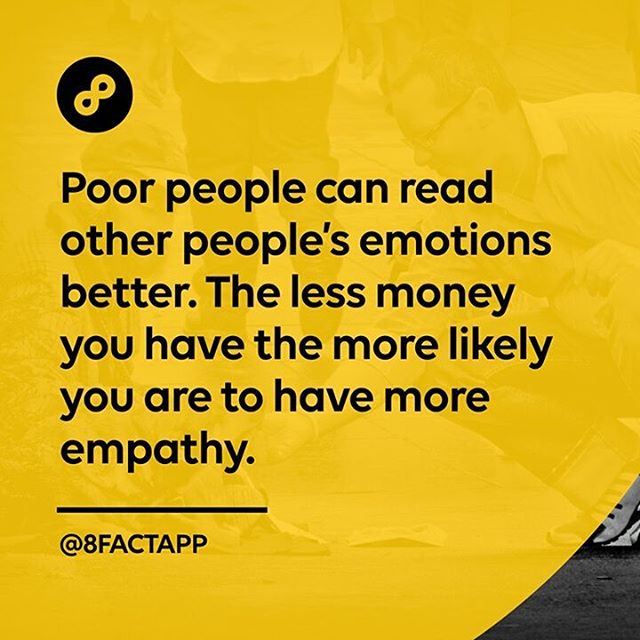 Poor people can read
other people's emotions
better. The less money
you have the more likely
you are to have more
empathy.
@8FACTAPP